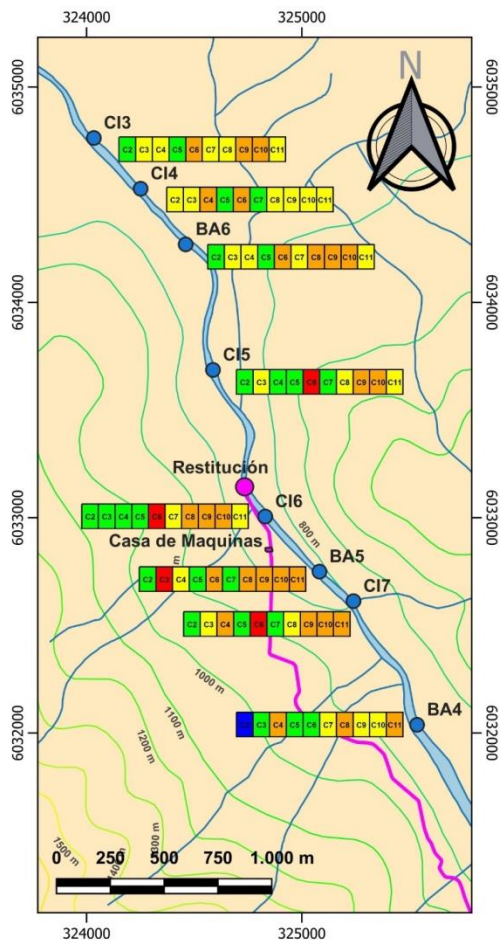 324000 325000
N
6035000 6035000
CI3
C2 C3 C4 C5 C6 C7 C8 C9 C10 C11
CI4
C2 C3 C4 C5 C6 C7 C8 C9 C10 C11
BA6
C2 C3 C4 C5 C6 C7 C8 C9 C10 C11
6034000 6034000
CI5
C2 C3 C4 C5 C6 C7 C8 C9 C10 C11
Restitución
CI6
C2 C3 C4 C5 C6 C7 C8 C9 C10 C11
6033000 6033000
Casa de Maquinas
800 m
m
BA5
C2 C3 C4 C5 C6 C7 C8 C9 C10 C11
CI7
C2 C3 C4 C5 C6 C7 C8 C9 C10 C11
1000 m
1100 m
1200 m
BA4
C3 C4 C5 C6 C7 C8 C9 C10 C11
6032000 6032000
1500 m
0 250 500 750 1.000 m
324000 325000